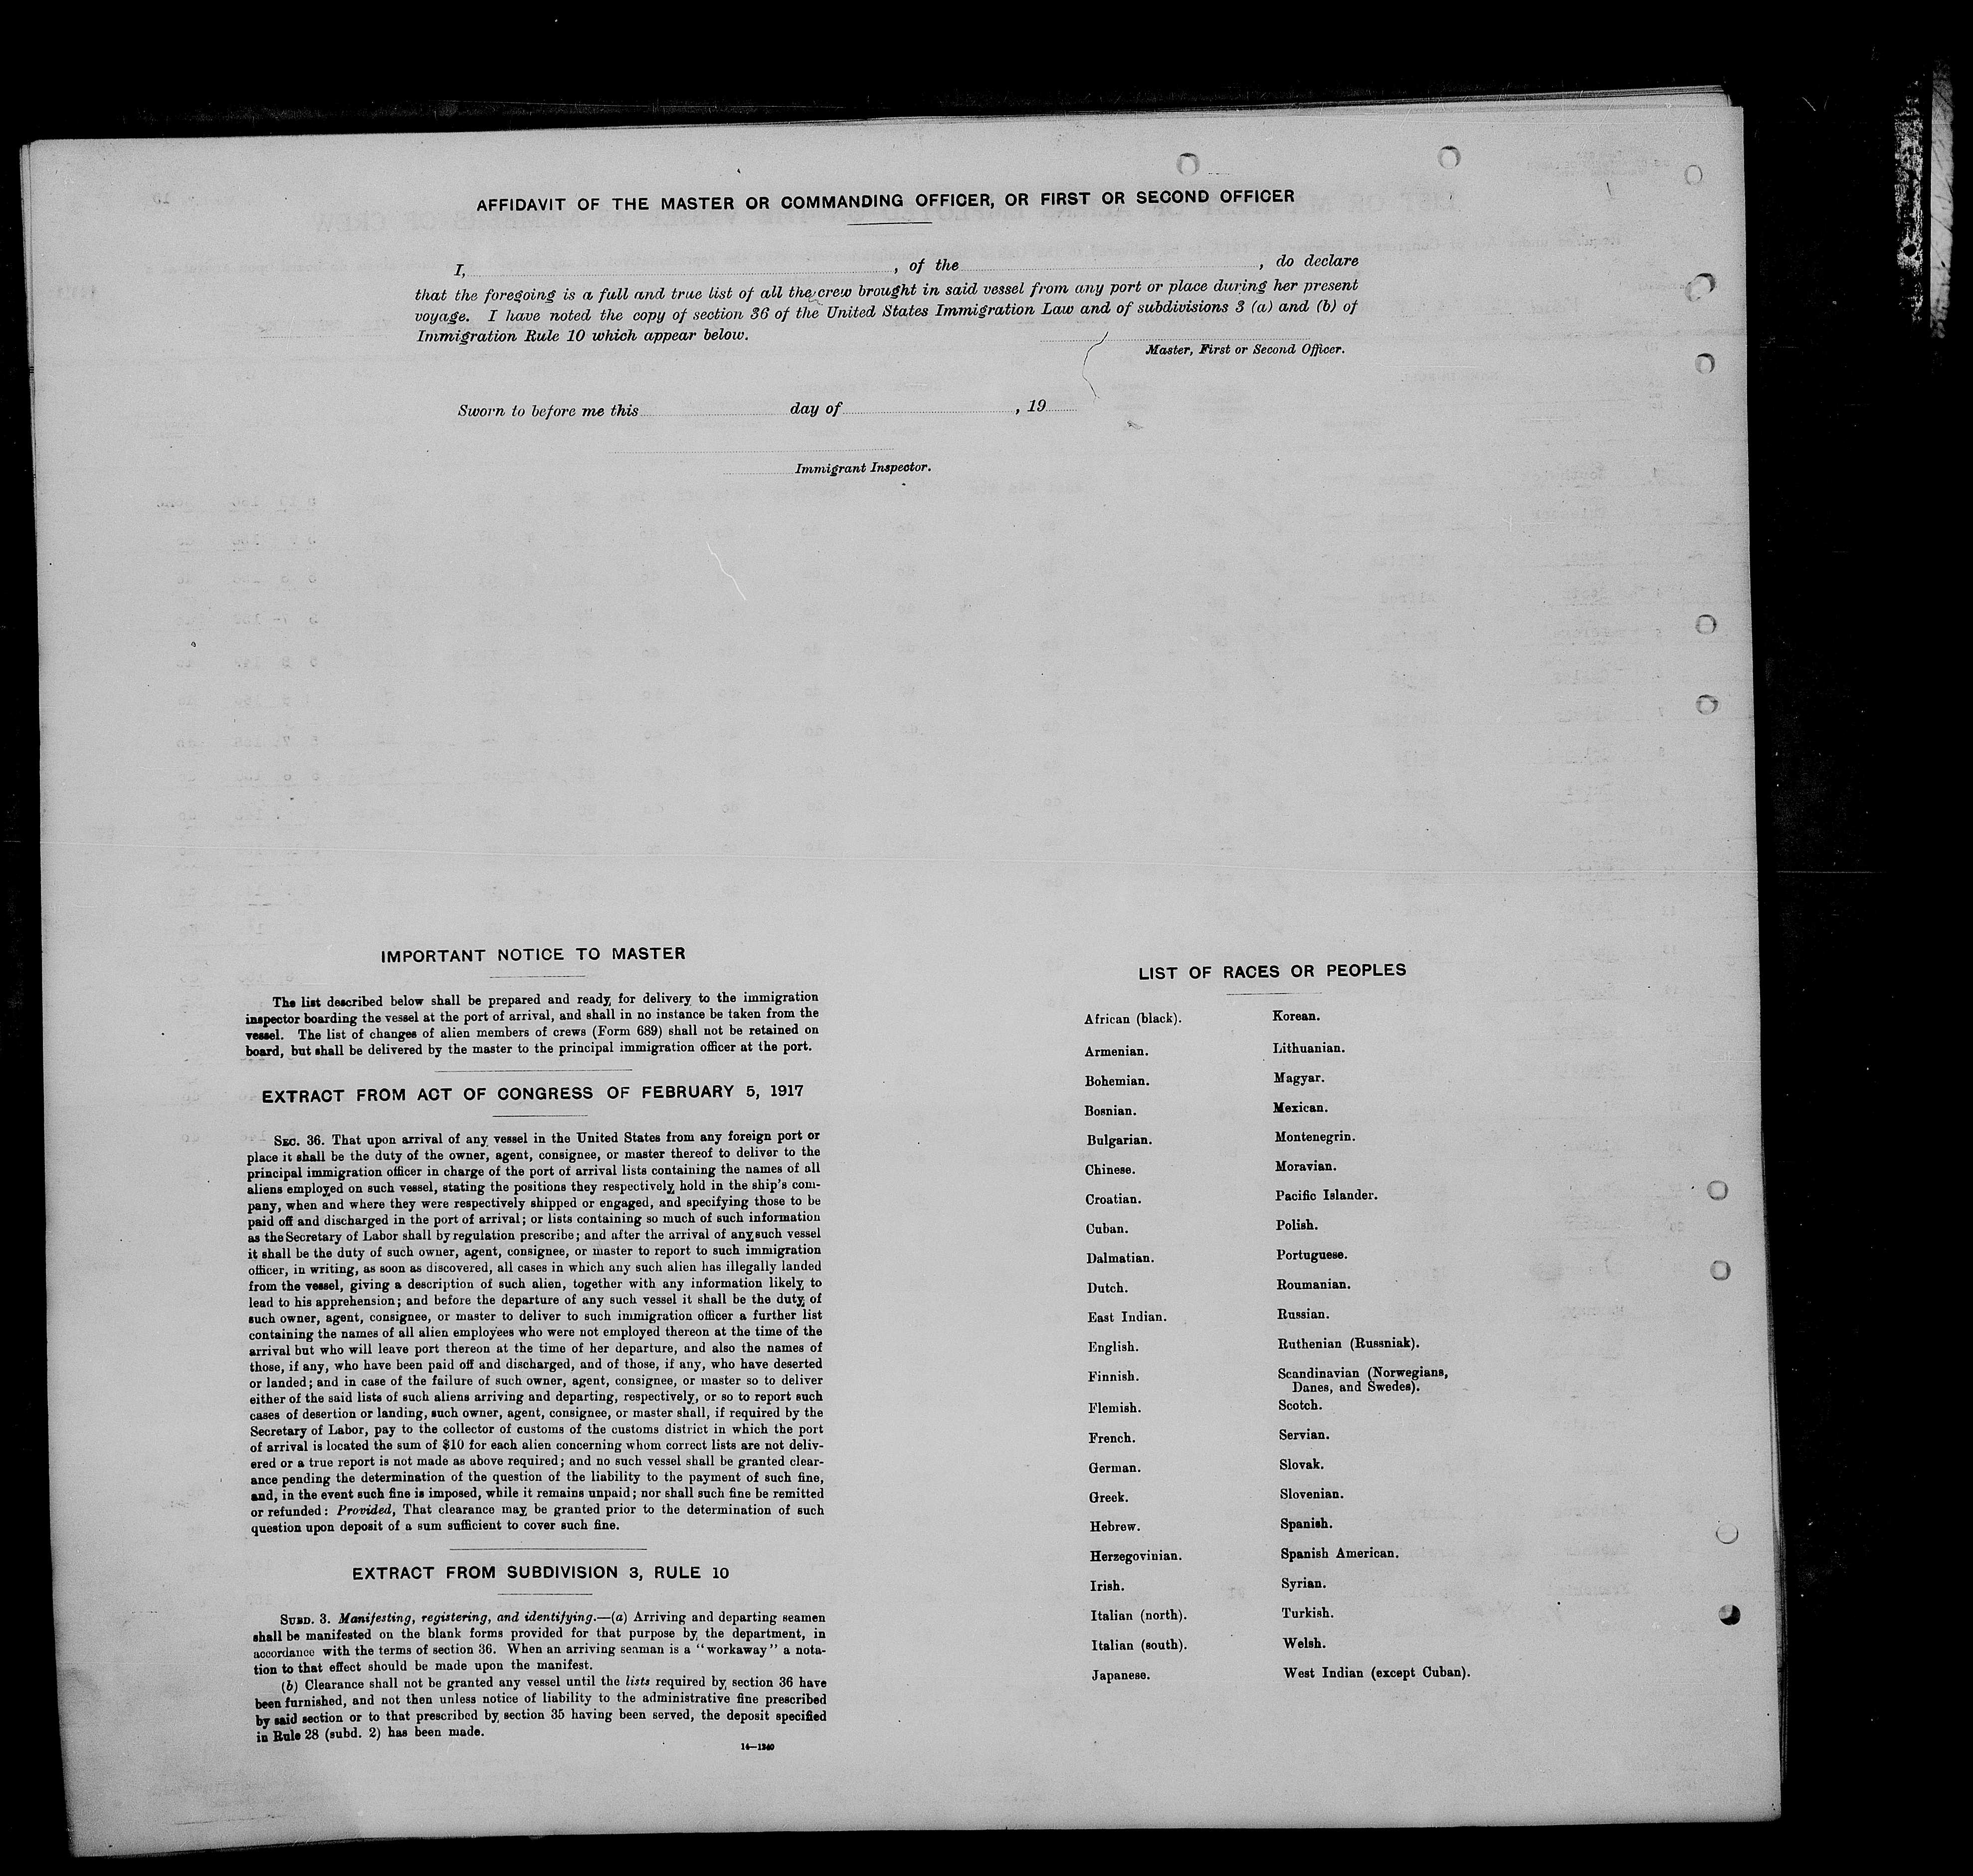 AFFIDAVIT OF THE MASTER OR COMMANDING OFFICER, OR FIRST OR SECOND OFFICER
I, , of the , do declare
that the foregoing is a full and true list of all the crew brought in said vessel from any port or place during her present
voyage. I have noted the copy of section 36 of the United States Immigration Law and of subdivisions 3 (a) and (b) of
Immigration Rule 10 which appear below.
Master, First or Second Officer.
Sworn to before me this day of , 19
Immigrant Inspector.
IMPORTANT NOTICE TO MASTER
The list described below shall be prepared and ready for delivery to the immigration
inspector boarding the vessel at the port of arrival, and shall in no instance be taken from the
vessel. The list of changes of alien members of crews (Form 689) shall not be retained on
board, but shall be delivered by the master to the principal immigration officer at the port.
EXTRACT FROM ACT OF CONGRESS OF FEBRUARY 5, 1917
SEC. 36. That upon arrival of any vessel in the United States from any foreign port or
place it shall be the duty of the owner, agent, consignee, or master thereof to deliver to the
principal immigration officer in charge of the port of arrival lists containing the names of all
aliens employed on such vessel, stating the positions they respectively hold in the ship's com-
pany, when and where they were respectively shipped or engaged, and specifying those to be
paid off and discharged in the port of arrival; or lists containing so much of such information
as the Secretary of Labor shall by regulation prescribe; and after the arrival of any such vessel
it shall be the duty of such owner, agent, consignee, or master to report to such immigration
officer, in writing, as soon as discovered, all cases in which any such alien has illegally landed
from the vessel, giving a description of such alien, together with any information likely to
lead to his apprehension; and before the departure of any such vessel it shall be the duty of
such owner, agent, consignee, or master to deliver to such immigration officer a further list
containing the names of all alien employees who were not employed thereon at the time of the
arrival but who will leave port thereon at the time of her departure, and also the names of
those, if any, who have been paid off and discharged, and of those, if any, who have deserted
or landed; and in case of the failure of such owner, agent, consignee, or master so to deliver
either of the said lists of such aliens arriving and departing, respectively, or so to report such
cases of desertion or landing, such owner, agent, consignee, or master shall, if required by the
Secretary of Labor, pay to the collector of customs of the customs district in which the port
of arrival is located the sum of $10 for each alien concerning whom correct lists are not deliv-
ered or a true report is not made as above required; and no such vessel shall be granted clear-
ance pending the determination of the question of the liability to the payment of such fine,
and, in the event such fine is imposed, while it remains unpaid; nor shall such fine be remitted
or refunded: Provided, That clearance may be granted prior to the determination of such
question upon deposit of a sum sufficient to cover such fine.
EXTRACT FROM SUBDIVISION 3, RULE 10
SUBD. 3. Manifesting, registering, and identifying.—(a) Arriving and departing seamen
shall be manifested on the blank forms provided for that purpose by the department, in
accordance with the terms of section 36. When an arriving seaman is a "workaway" a nota-
tion to that effect should be made upon the manifest.
(b) Clearance shall not be granted any vessel until the lists required by section 36 have
been furnished, and not then unless notice of liability to the administrative fine prescribed
by said section or to that prescribed by section 35 having been served, the deposit specified
in Rule 28 (subd. 2) has been made.
14—1240
LIST OF RACES OR PEOPLES
African (black).
Armenian.
Bohemian.
Bosnian.
Bulgarian.
Chinese.
Croatian.
Cuban.
Dalmatian.
Dutch.
East Indian.
English.
Finnish.
Flemish.
French.
German.
Greek.
Hebrew.
Herzegovinian.
Irish.
Italian (north).
Italian (south).
Japanese.
Korean.
Lithuanian.
Magyar.
Mexican.
Montenegrin.
Moravian.
Pacific Islander.
Polish.
Portuguese.
Roumanian.
Russian.
Ruthenian (Russniak).
Scandinavian (Norwegians,
Danes, and Swedes).
Scotch.
Servian.
Slovak.
Slovenian.
Spanish.
Spanish American.
Syrian.
Turkish.
Welsh.
West Indian (except Cuban).